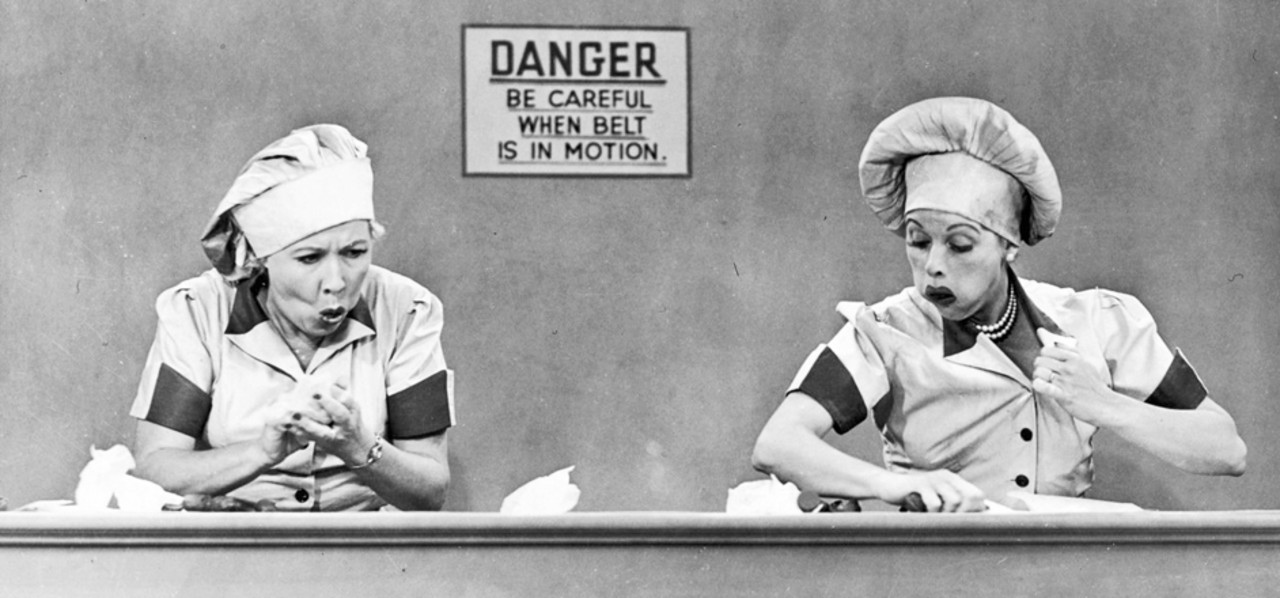 DANGER
BE CAREFUL
WHEN BELT
IS IN MOTION.